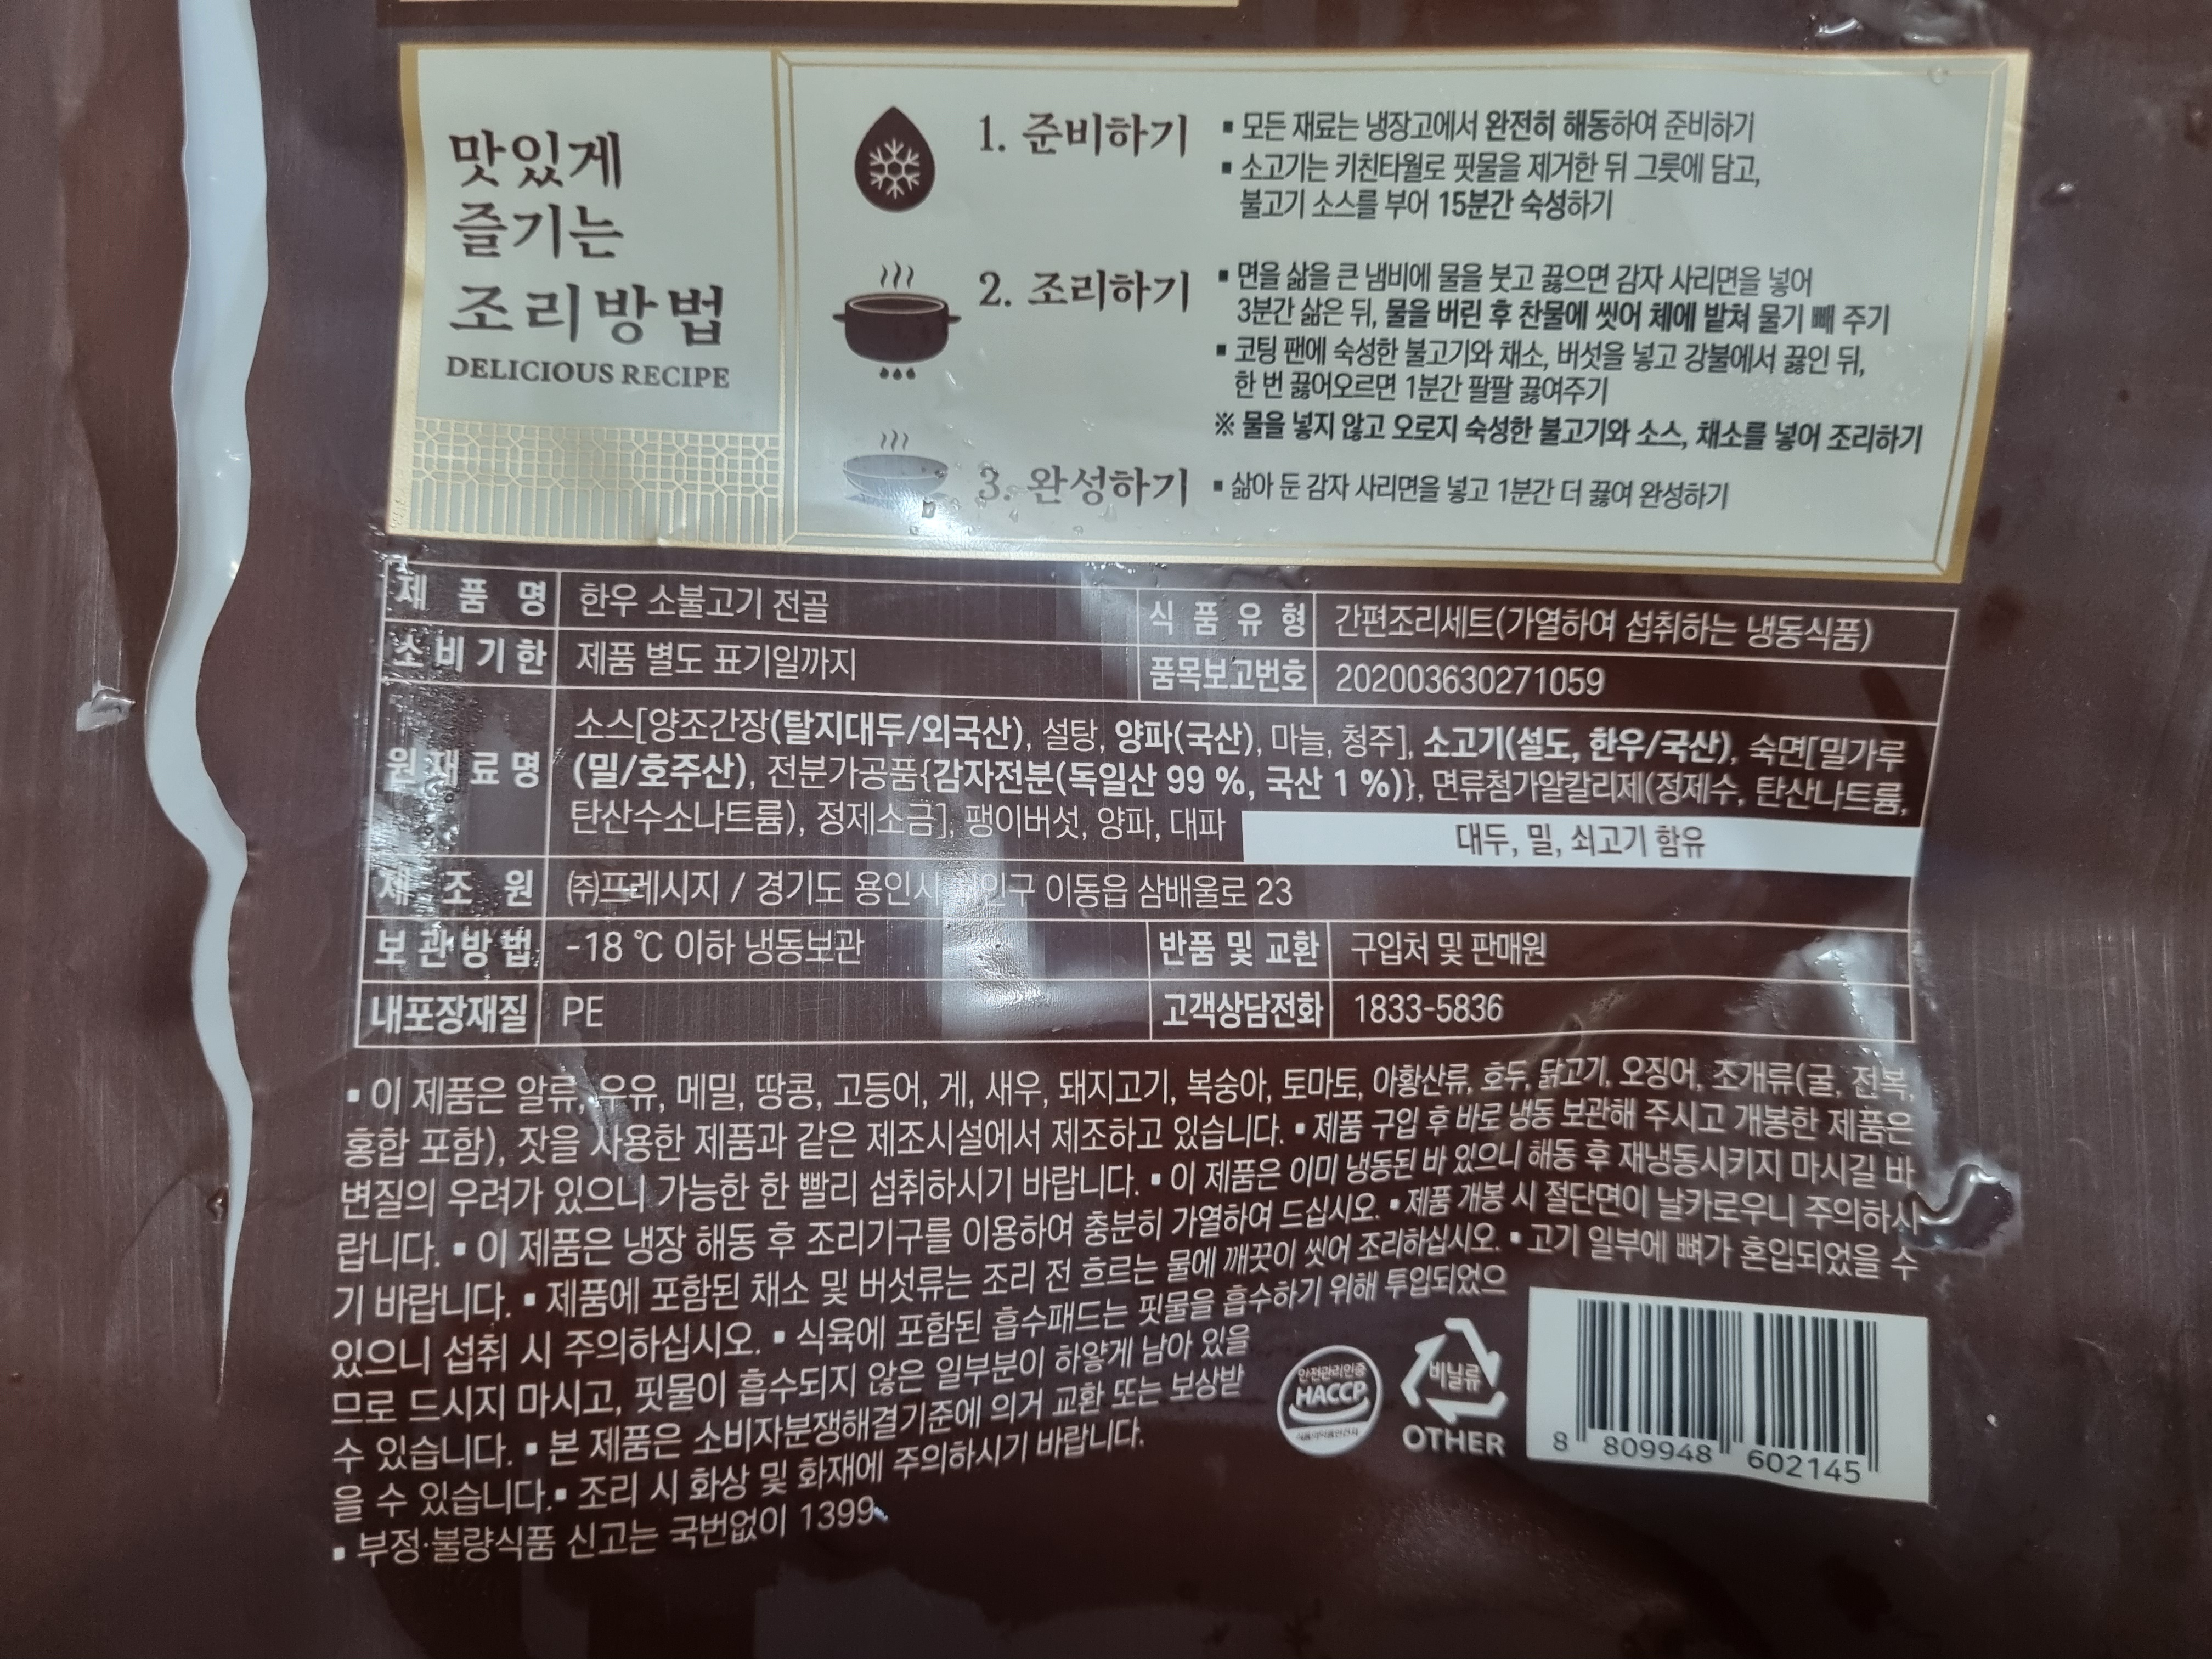 맛있게
즐기는
조리방법
DELICIOUS RECIPE
1. 준비하기
▪ 모든 재료는 냉장고에서 완전히 해동하여 준비하기
▪ 소고기는 키친타월로 핏물을 제거한 뒤 그릇에 담고,
불고기 소스를 부어 15분간 숙성하기
2. 조리하기
▪ 면을 삶을 큰 냄비에 물을 붓고 끓으면 감자 사리면을 넣어
3분간 삶은 뒤, 물을 버린 후 찬물에 씻어 체에 밭쳐 물기 빼 주기
▪ 코팅 팬에 숙성한 불고기와 채소, 버섯을 넣고 강불에서 끓인 뒤,
한 번 끓어오르면 1분간 팔팔 끓여주기
※ 물을 넣지 않고 오로지 숙성한 불고기와 소스, 채소를 넣어 조리하기
3. 완성하기
▪ 삶아 둔 감자 사리면을 넣고 1분간 더 끓여 완성하기
제품명 한우 소불고기 전골 식품유형 간편조리세트(가열하여 섭취하는 냉동식품)
소비기한 제품 별도 표기일까지 품목보고번호 202003630271059
원재료명
소스[양조간장(탈지대두/외국산), 설탕, 양파(국산), 마늘, 청주], 소고기(설도, 한우/국산), 숙면[밀가루
(밀/호주산), 전분가공품{감자전분(독일산 99 %, 국산 1 %)}, 면류첨가알칼리제(정제수, 탄산나트륨,
탄산수소나트륨), 정제소금], 팽이버섯, 양파, 대파
대두, 밀, 쇠고기 함유
제조원 ㈜프레시지 / 경기도 용인시 이동읍 삼배울로 23
보관방법 -18 ℃ 이하 냉동보관 반품 및 교환 구입처 및 판매원
내포장재질 PE 고객상담전화 1833-5836
▪ 이 제품은 알류, 우유, 메밀, 땅콩, 고등어, 게, 새우, 돼지고기, 복숭아, 토마토, 아황산류, 호두, 닭고기, 오징어, 조개류(굴, 전복,
홍합 포함), 잣을 사용한 제품과 같은 제조시설에서 제조하고 있습니다. ▪ 제품 구입 후 바로 냉동 보관해 주시고 개봉한 제품은
변질의 우려가 있으니 가능한 한 빨리 섭취하시기 바랍니다. ▪ 이 제품은 이미 냉동된 바 있으니 해동 후 재냉동시키지 마시길 바
랍니다. ▪ 이 제품은 냉장 해동 후 조리기구를 이용하여 충분히 가열하여 드십시오. ▪ 제품 개봉 시 절단면이 날카로우니 주의하시
기 바랍니다. ▪ 제품에 포함된 채소 및 버섯류는 조리 전 흐르는 물에 깨끗이 씻어 조리하십시오. ▪ 고기 일부에 뼈가 혼입되었을 수
있으니 섭취 시 주의하십시오. ▪ 식육에 포함된 흡수패드는 핏물을 흡수하기 위해 투입되었으
므로 드시지 마시고, 핏물이 흡수되지 않은 일부분이 하얗게 남아 있을
수 있습니다. ▪ 본 제품은 소비자분쟁해결기준에 의거 교환 또는 보상받
을 수 있습니다. ▪ 조리 시 화상 및 화재에 주의하시기 바랍니다.
▪ 부정·불량식품 신고는 국번없이 1399
안전관리인증
HACCP
비닐류
OTHER
8 809948 602145